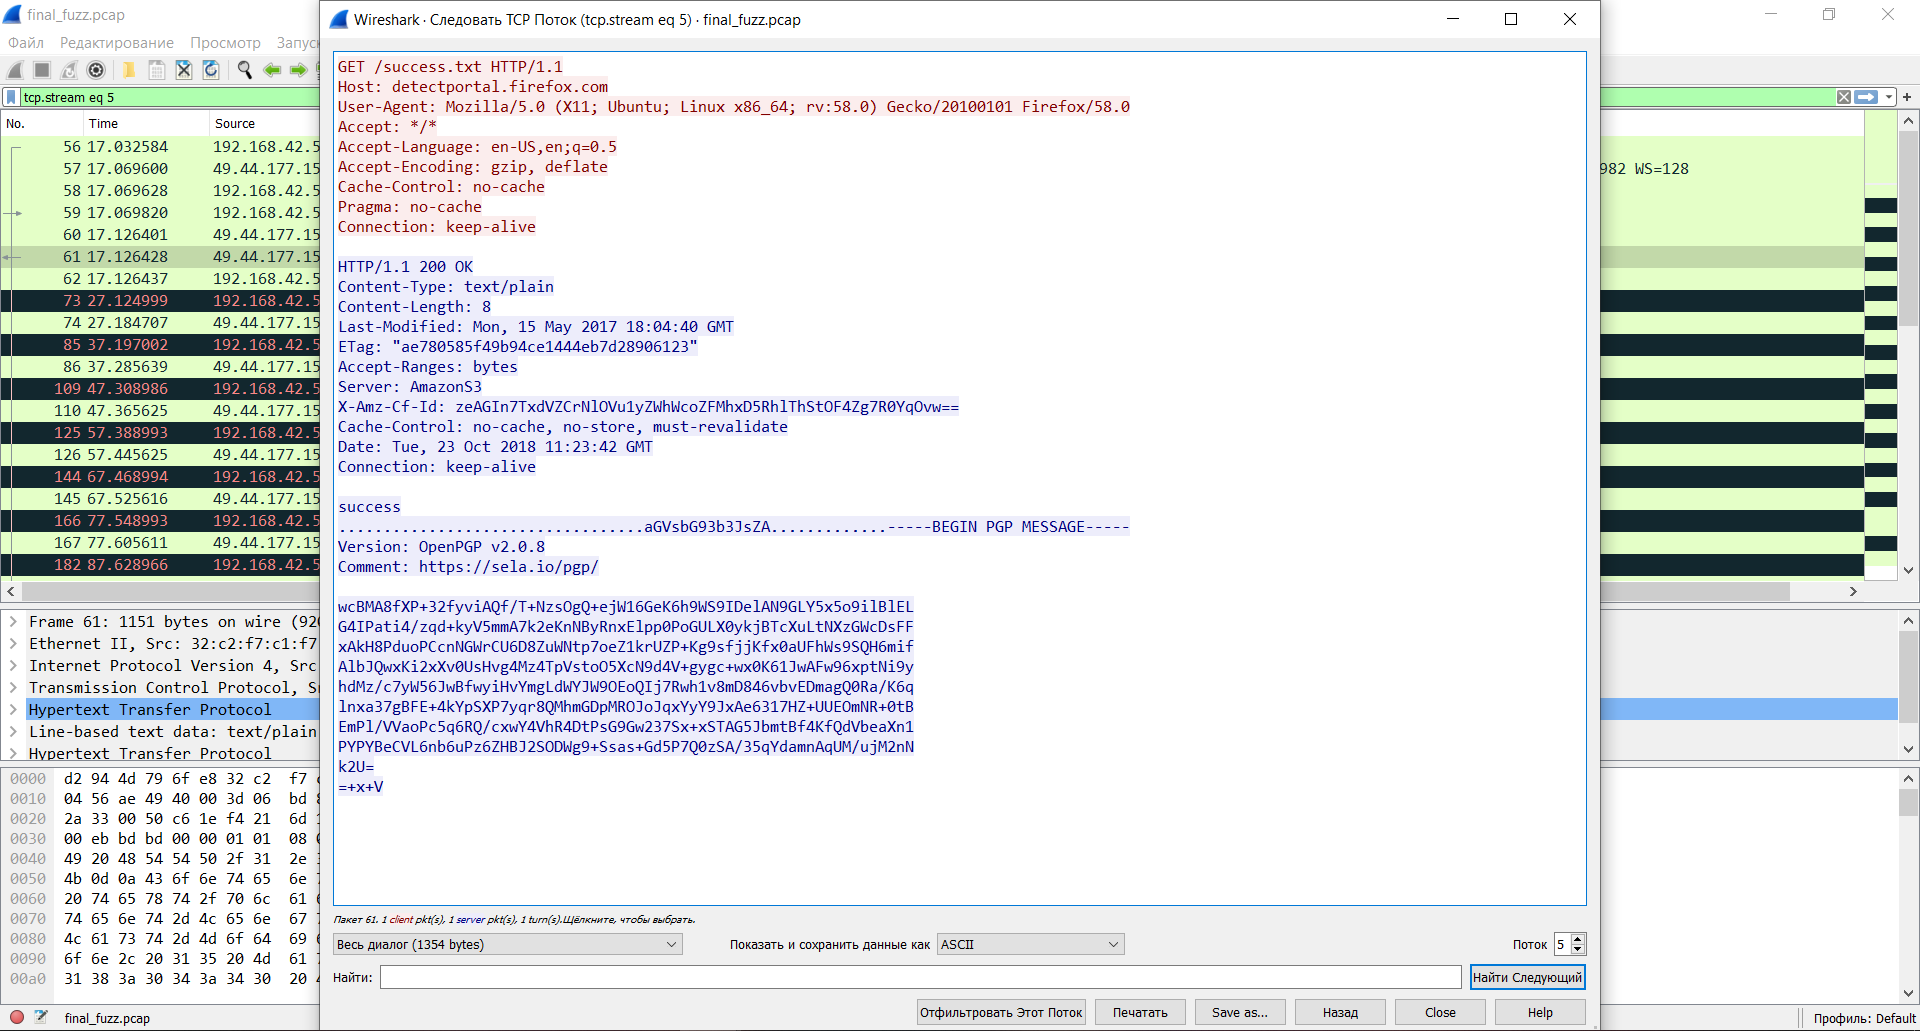 final_fuzz.pcap
Файл Редактирование Просмотр Запус
tcp.stream eq 5
No. Time Source
56 17.032584 192.168.42.5
57 17.069600 49.44.177.15
982 WS=128
58 17.069628 192.168.42.5
59 17.069820 192.168.42.5
60 17.126401 49.44.177.15
61 17.126428 49.44.177.15
62 17.126437 192.168.42.5
73 27.124999 192.168.42.5
74 27.184707 49.44.177.15
85 37.197002 192.168.42.5
86 37.285639 49.44.177.15
109 47.308986 192.168.42.5
110 47.365625 49.44.177.15
125 57.388993 192.168.42.5
126 57.445625 49.44.177.15
144 67.468994 192.168.42.5
145 67.525616 49.44.177.15
166 77.548993 192.168.42.5
167 77.605611 49.44.177.15
182 87.628966 192.168.42.5
Frame 61: 1151 bytes on wire (920
Ethernet II, Src: 32:c2:f7:c1:f7
Internet Protocol Version 4, Src
Transmission Control Protocol, S
Hypertext Transfer Protocol
Line-based text data: text/plain
Hypertext Transfer Protocol
0000 d2 94 4d 79 6f e8 32 c2 f7
0010 04 56 ae 49 40 00 3d 06 bd
0020 2a 33 00 50 c6 1e f4 21 6d
0030 00 eb bd bd 00 00 01 01 08
0040 49 20 48 54 54 50 2f 31 2e
0050 4b 0d 0a 43 6f 6e 74 65 6e
0060 20 74 65 78 74 2f 70 6c 61
0070 74 65 6e 74 2d 4c 65 6e 67
0080 4c 61 73 74 2d 4d 6f 64 69
0090 6f 6e 2c 20 31 35 20 4d 61
00a0 31 38 3a 30 34 3a 34 30 20
final_fuzz.pcap
Профиль: Default
Wireshark · Следовать TCP Поток (tcp.stream eq 5) · final_fuzz.pcap
GET /success.txt HTTP/1.1
Host: detectportal.firefox.com
User-Agent: Mozilla/5.0 (X11; Ubuntu; Linux x86_64; rv:58.0) Gecko/20100101 Firefox/58.0
Accept: */*
Accept-Language: en-US,en;q=0.5
Accept-Encoding: gzip, deflate
Cache-Control: no-cache
Pragma: no-cache
Connection: keep-alive
HTTP/1.1 200 OK
Content-Type: text/plain
Content-Length: 8
Last-Modified: Mon, 15 May 2017 18:04:40 GMT
ETag: "ae780585f49b94ce1444eb7d28906123"
Accept-Ranges: bytes
Server: AmazonS3
X-Amz-Cf-Id: zeAGIn7TxdVZCrNlOVu1yZWhWcoZFMhxD5RhlThStOF4Zg7R0YqOvw==
Cache-Control: no-cache, no-store, must-revalidate
Date: Tue, 23 Oct 2018 11:23:42 GMT
Connection: keep-alive
success
..................................aGVsbG93b3JsZA.............-----BEGIN PGP MESSAGE-----
Version: OpenPGP v2.0.8
Comment: https://sela.io/pgp/
wcBMA8fXP+32fyviAQf/T+NzsOgQ+ejW16GeK6h9WS9IDelAN9GLY5x5o9ilBlEL
G4IPati4/zqd+kyV5mmA7k2eKnNByRnxElpp0PoGULX0ykjBTcXuLtNXzGWcDsFF
xAkH8PduoPCcnNGWrCU6D8ZuWNtp7oeZ1krUZP+Kg9sfjjKfx0aUFhWs9SQH6mif
AlbJQwxKi2xXv0UsHvg4Mz4TpVstoO5XcN9d4V+gygc+wx0K61JwAFw96xptNi9y
hdMz/c7yW56JwBfwyiHvYmgLdWYJW9OEoQIj7Rwh1v8mD846vbvEDmagQ0Ra/K6q
lnxa37gBFE+4kYpSXP7yqr8QMhmGDpMROJoJqxYyY9JxAe6317HZ+UUEOmNR+0tB
EmPl/VVaoPc5q6RQ/cxwY4VhR4DtPsG9Gw237Sx+xSTAG5JbmtBf4KfQdVbeaXn1
PYPYBeCVL6nb6uPz6ZHBJ2SODWg9+Ssas+Gd5P7Q0zSA/35qYdamnAqUM/ujM2nN
k2U=
=+x+V
Пакет 61. 1 client pkt(s), 1 server pkt(s), 1 turn(s).Щёлкните, чтобы выбрать.
Весь диалог (1354 bytes) Показать и сохранить данные как ASCII Поток 5
Найти: Найти Следующий
Отфильтровать Этот Поток Печатать Save as... Назад Close Help